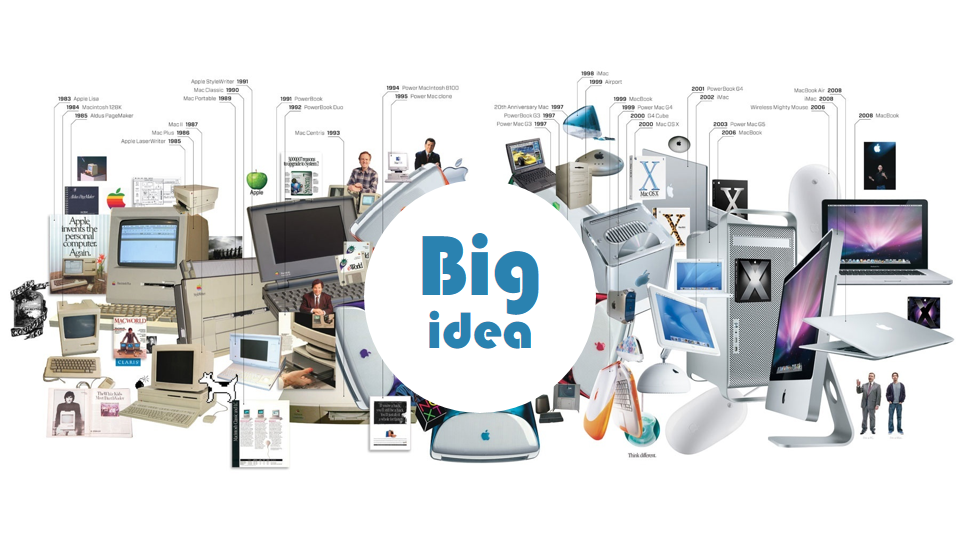 Apple StyleWriter 1991
Mac Classic 1990
Mac Portable 1989
1983 Apple Lisa
1984 Macintosh 128K
1985 Aldus PageMaker
Mac II 1987
Mac Plus 1986
Apple LaserWriter 1985
1991 PowerBook
1992 PowerBook Duo
Mac Centris 1993
1994 Power Macintosh 8100
1995 Power Mac clone
1998 iMac
1999 Airport
20th Anniversary Mac 1997
PowerBook G3 1997
Power Mac G3 1997
1999 MacBook
1999 Power Mac G4
2000 G4 Cube
2000 Mac OS X
2001 PowerBook G4
2002 iMac
2003 Power Mac G5
2006 MacBook
MacBook Air 2008
iMac 2008
Wireless Mighty Mouse 2006
2008 MacBook
Apple
Apple
invents the
personal
computer.
Again.
X
Mac OS X
X
X
X
MACWORLD
CLARIS
Big
idea
Think different.